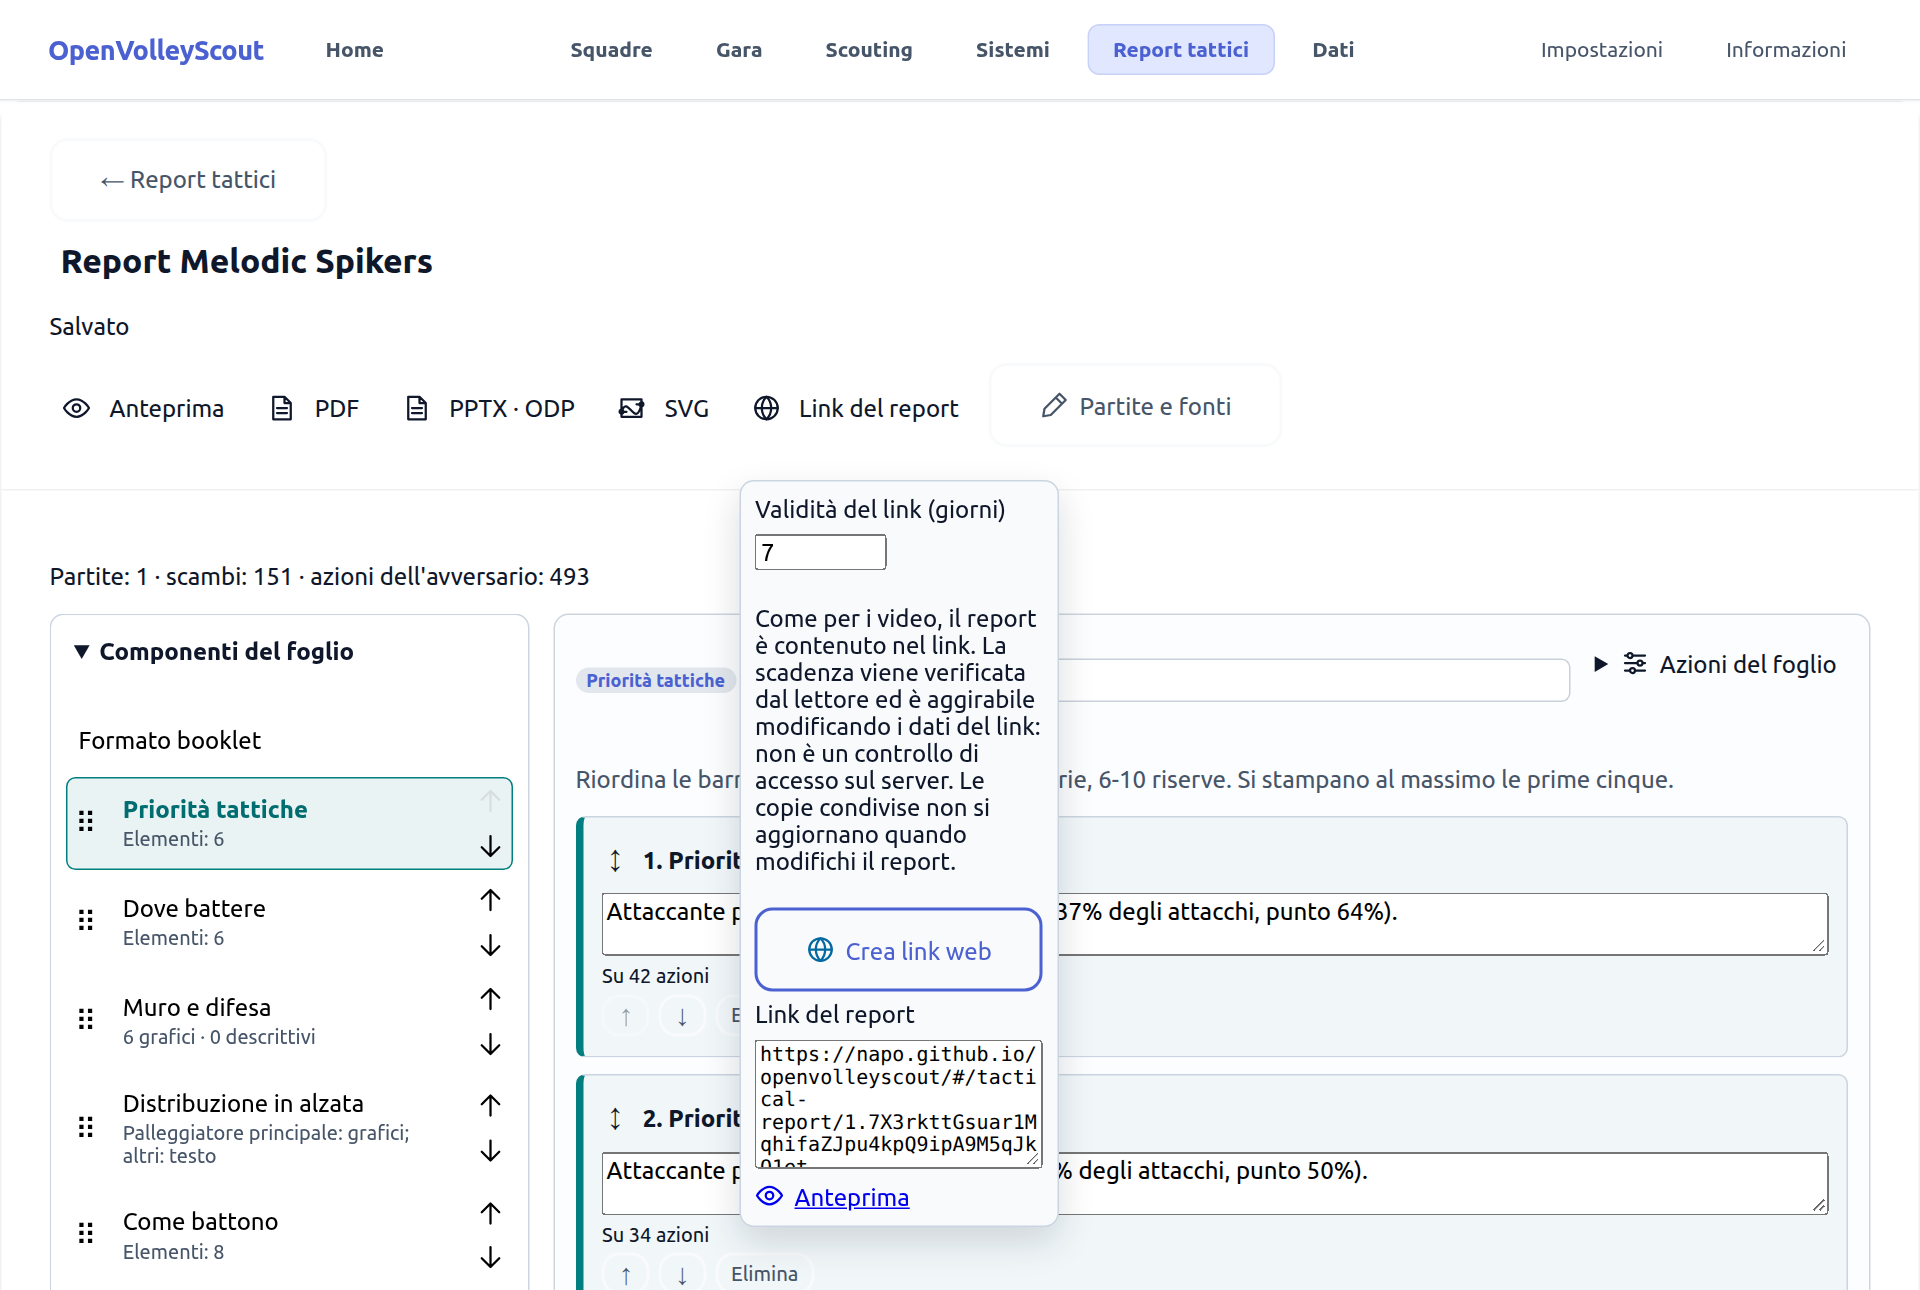 OpenVolleyScout
Home
Squadre
Gara
Scouting
Sistemi
Report tattici
Dati
Impostazioni
Informazioni
← Report tattici
Report Melodic Spikers
Salvato
Anteprima
PDF
PPTX · ODP
SVG
Link del report
Partite e fonti
Validità del link (giorni)
7
Come per i video, il report
è contenuto nel link. La
scadenza viene verificata
dal lettore ed è aggirabile
modificando i dati del link:
non è un controllo di
accesso sul server. Le
copie condivise non si
aggiornano quando
modifichi il report.
Crea link web
Link del report
https://napo.github.io/
openvolleyscout/#/tacti
cal-
report/1.7X3rkttGsuar1M
qhifaZJpu4kpQ9ipA9M5qJk
Anteprima
Partite: 1 · scambi: 151 · azioni dell'avversario: 493
▼ Componenti del foglio
Formato booklet
Priorità tattiche
Elementi: 6
Dove battere
Elementi: 6
Muro e difesa
6 grafici · 0 descrittivi
Distribuzione in alzata
Palleggiatore principale: grafici;
altri: testo
Come battono
Elementi: 8
Priorità tattiche
Azioni del foglio
Riordina le barr
rie, 6-10 riserve. Si stampano al massimo le prime cinque.
↕ 1. Priorit
Attaccante p
37% degli attacchi, punto 64%).
Su 42 azioni
↑ ↓ E
↕ 2. Priorit
Attaccante p
% degli attacchi, punto 50%).
Su 34 azioni
↑ ↓ Elimina